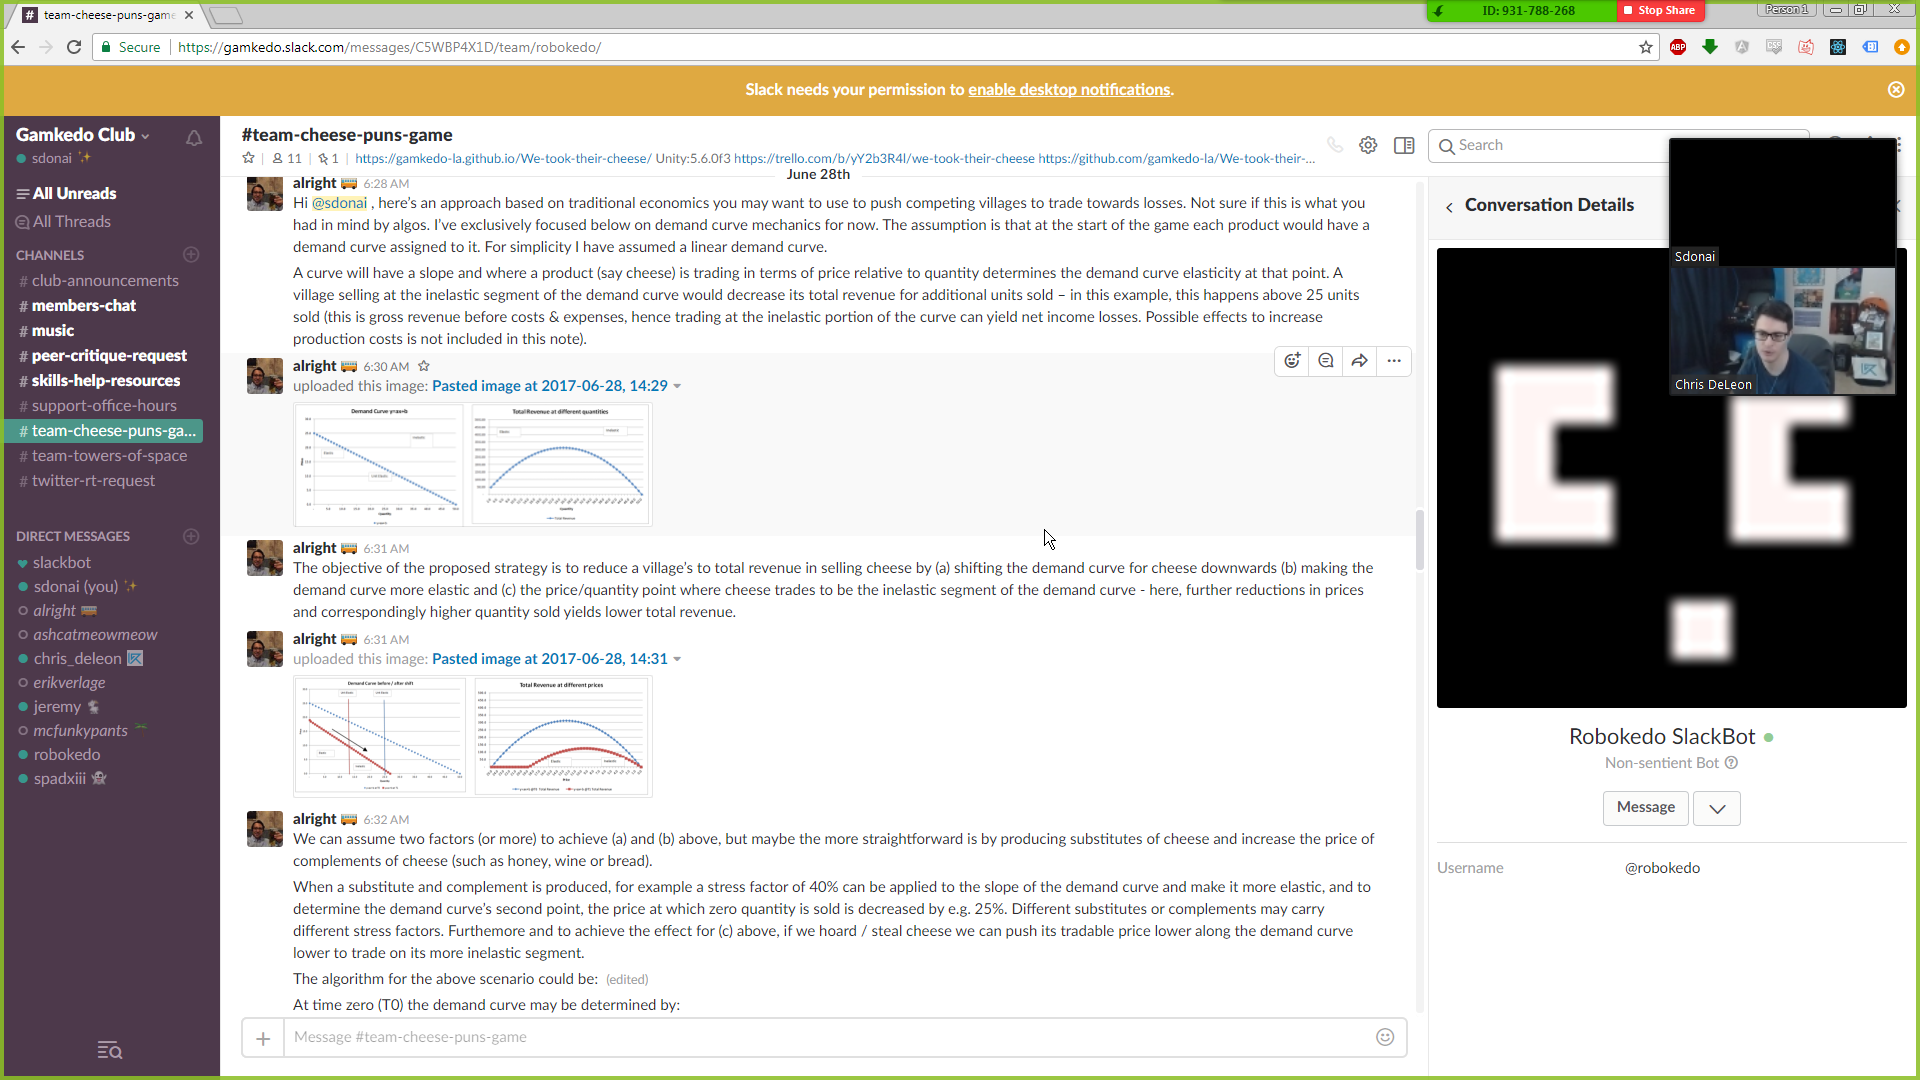 team-cheese-puns-game
ID: 931-788-268
Stop Share
Person 1
Secure
https://gamkedo.slack.com/messages/C5WBP4X1D/team/robokedo/
ABP
Slack needs your permission to enable desktop notifications.
Gamkedo Club
sdonai
All Unreads
All Threads
CHANNELS
# club-announcements
# members-chat
# music
# peer-critique-request
# skills-help-resources
# support-office-hours
# team-cheese-puns-ga...
# team-towers-of-space
# twitter-rt-request
DIRECT MESSAGES
slackbot
sdonai (you)
alright
ashcatmeowmeow
chris_deleon
erikverlage
jeremy
mcfunkypants
robokedo
spadxiii
#team-cheese-puns-game
11 | 1 | https://gamkedo-la.github.io/We-took-their-cheese/ Unity:5.6.0f3 https://trello.com/b/yY2b3R4l/we-took-their-cheese https://github.com/gamkedo-la/We-took-their-...
Search
June 28th
alright 6:28 AM
Hi @sdonai , here's an approach based on traditional economics you may want to use to push competing villages to trade towards losses. Not sure if this is what you
had in mind by algos. I've exclusively focused below on demand curve mechanics for now. The assumption is that at the start of the game each product would have a
demand curve assigned to it. For simplicity I have assumed a linear demand curve.
A curve will have a slope and where a product (say cheese) is trading in terms of price relative to quantity determines the demand curve elasticity at that point. A
village selling at the inelastic segment of the demand curve would decrease its total revenue for additional units sold – in this example, this happens above 25 units
sold (this is gross revenue before costs & expenses, hence trading at the inelastic portion of the curve can yield net income losses. Possible effects to increase
production costs is not included in this note).
alright 6:30 AM
uploaded this image: Pasted image at 2017-06-28, 14:29
Demand Curve y=ax+b
Quantity
Total Revenue at different quantities
Quantity
Total Revenue
alright 6:31 AM
The objective of the proposed strategy is to reduce a village's to total revenue in selling cheese by (a) shifting the demand curve for cheese downwards (b) making the
demand curve more elastic and (c) the price/quantity point where cheese trades to be the inelastic segment of the demand curve - here, further reductions in prices
and correspondingly higher quantity sold yields lower total revenue.
alright 6:31 AM
uploaded this image: Pasted image at 2017-06-28, 14:31
Demand Curve before / after shift
Total Revenue at different prices
alright 6:32 AM
We can assume two factors (or more) to achieve (a) and (b) above, but maybe the more straightforward is by producing substitutes of cheese and increase the price of
complements of cheese (such as honey, wine or bread).
When a substitute and complement is produced, for example a stress factor of 40% can be applied to the slope of the demand curve and make it more elastic, and to
determine the demand curve's second point, the price at which zero quantity is sold is decreased by e.g. 25%. Different substitutes or complements may carry
different stress factors. Furthemore and to achieve the effect for (c) above, if we hoard / steal cheese we can push its tradable price lower along the demand curve
lower to trade on its more inelastic segment.
The algorithm for the above scenario could be: (edited)
At time zero (T0) the demand curve may be determined by:
Message #team-cheese-puns-game
Conversation Details
Sdonai
Chris DeLeon
Robokedo SlackBot
Non-sentient Bot
Message
Username @robokedo